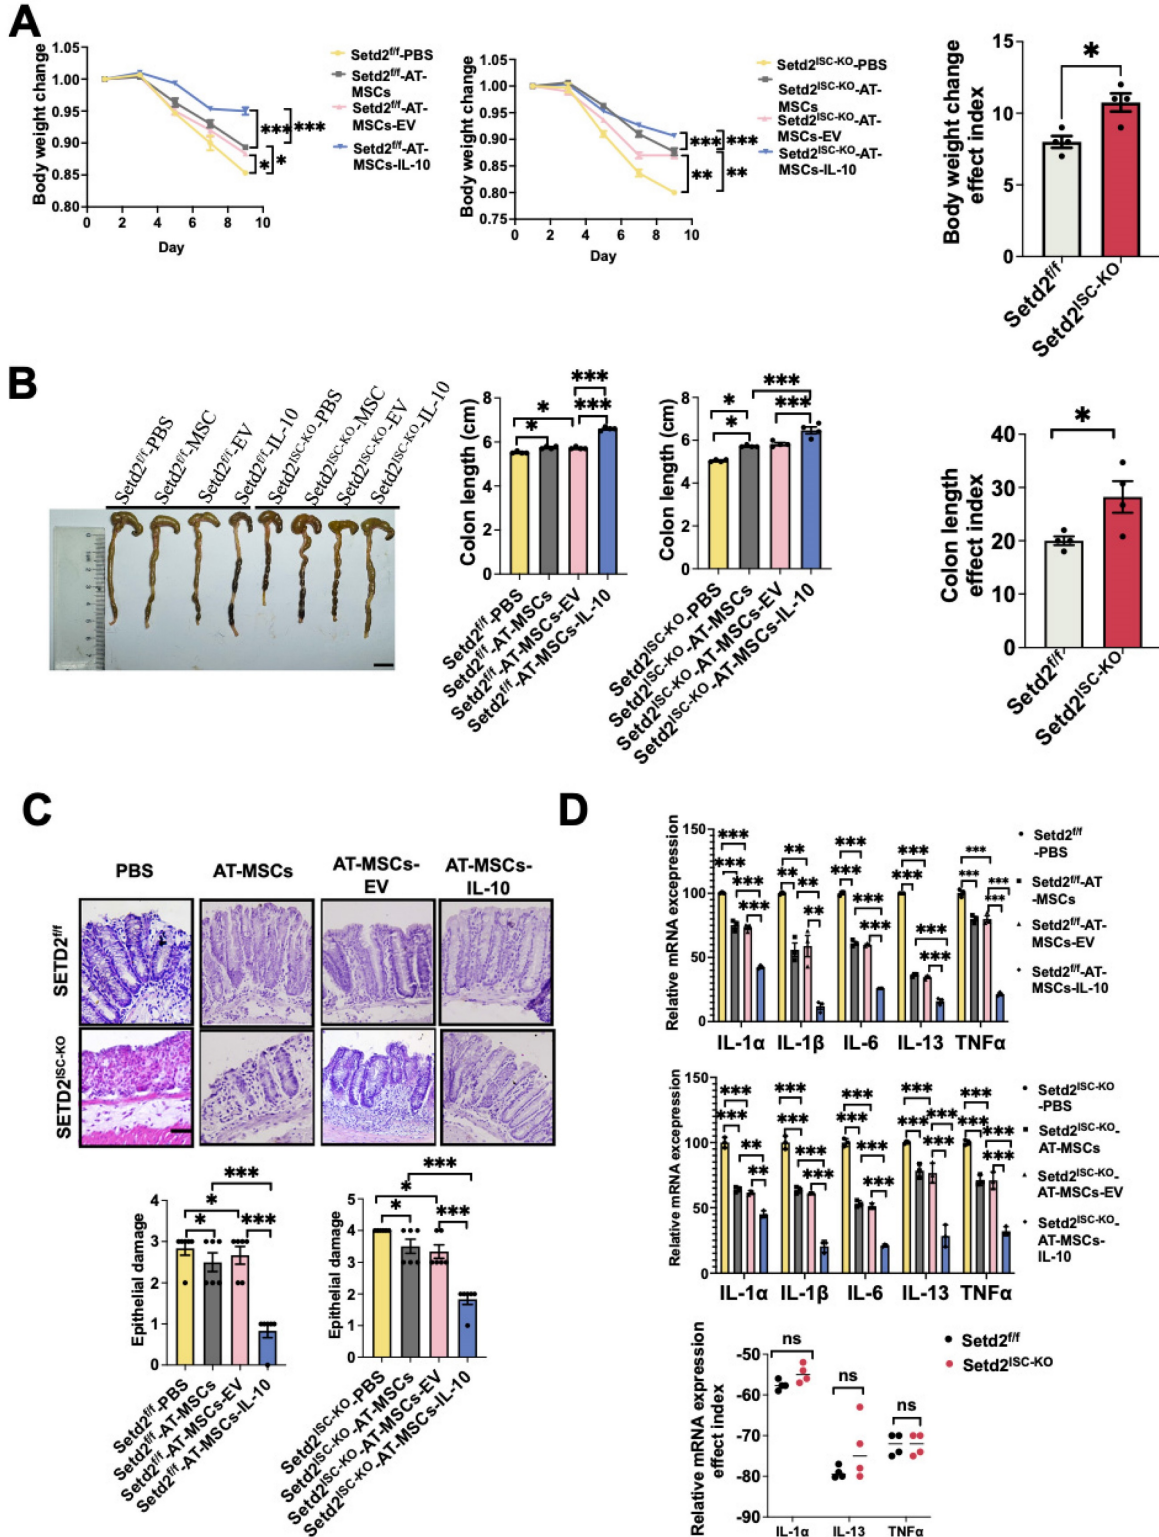 A
1.05
1.00
0.95
0.90
0.85
0.80
0 2 4 6 8 10
Body weight change
Day
Setd2f/f-PBS
Setd2f/f-AT-
MSCs
Setd2f/f-AT-
MSCs-EV
Setd2f/f-AT-
MSCs-IL-10
*** ***
* *
1.05
1.00
0.95
0.90
0.85
0.80
0.75
0 2 4 6 8 10
Body weight change
Day
Setd2ISC-KO-PBS
Setd2ISC-KO-AT-
MSCs
Setd2ISC-KO-AT-
MSCs-EV
Setd2ISC-KO-AT-
MSCs-IL-10
*** ***
** **
Body weight change
effect index
15
10
5
0
*
Setd2f/f
Setd2ISC-KO
B
Setd2f/f-PBS
Setd2f/f-MSC
Setd2f/f-EV
Setd2f/f-IL-10
Setd2ISC-KO-PBS
Setd2ISC-KO-MSC
Setd2ISC-KO-EV
Setd2ISC-KO-IL-10
Colon length (cm)
8
6
4
2
0
***
* ***
*
Setd2f/f-PBS
Setd2f/f-AT-MSCs
Setd2f/f-AT-MSCs-EV
Setd2f/f-AT-MSCs-IL-10
Colon length (cm)
8
6
4
2
0
***
* ***
*
Setd2ISC-KO-PBS
Setd2ISC-KO-AT-MSCs
Setd2ISC-KO-AT-MSCs-EV
Setd2ISC-KO-AT-MSCs-IL-10
Colon length
effect index
40
30
20
10
0
*
Setd2f/f
Setd2ISC-KO
C
PBS
AT-MSCs
AT-MSCs-
EV
AT-MSCs-
IL-10
SETD2f/f
SETD2ISC-KO
Epithelial damage
4
3
2
1
0
***
*
* ***
Setd2f/f-PBS
Setd2f/f-AT-MSCs
Setd2f/f-AT-MSCs-EV
Setd2f/f-AT-MSCs-IL-10
Epithelial damage
5
4
3
2
1
0
***
*
* ***
Setd2ISC-KO-PBS
Setd2ISC-KO-AT-MSCs
Setd2ISC-KO-AT-MSCs-EV
Setd2ISC-KO-AT-MSCs-IL-10
D
Relative mRNA excepression
150
100
50
0
*** ** *** *** ***
*** ** *** *** ***
*** ** *** *** ***
*** ** *** *** ***
IL-1α IL-1β IL-6 IL-13 TNFα
Setd2f/f
-PBS
Setd2f/f-AT
-MSCs
Setd2f/f-AT-
MSCs-EV
Setd2f/f-AT-
MSCs-IL-10
Relative mRNA excepression
150
100
50
0
*** *** *** *** ***
*** *** *** *** ***
** *** *** *** ***
** *** *** *** ***
IL-1α IL-1β IL-6 IL-13 TNFα
Setd2ISC-KO
-PBS
Setd2ISC-KO-
AT-MSCs
Setd2ISC-KO-
AT-MSCs-EV
Setd2ISC-KO-
AT-MSCs-
IL-10
Relative mRNA expression
effect index
-50
-60
-70
-80
-90
ns
ns
ns
IL-1α IL-13 TNFα
Setd2f/f
Setd2ISC-KO